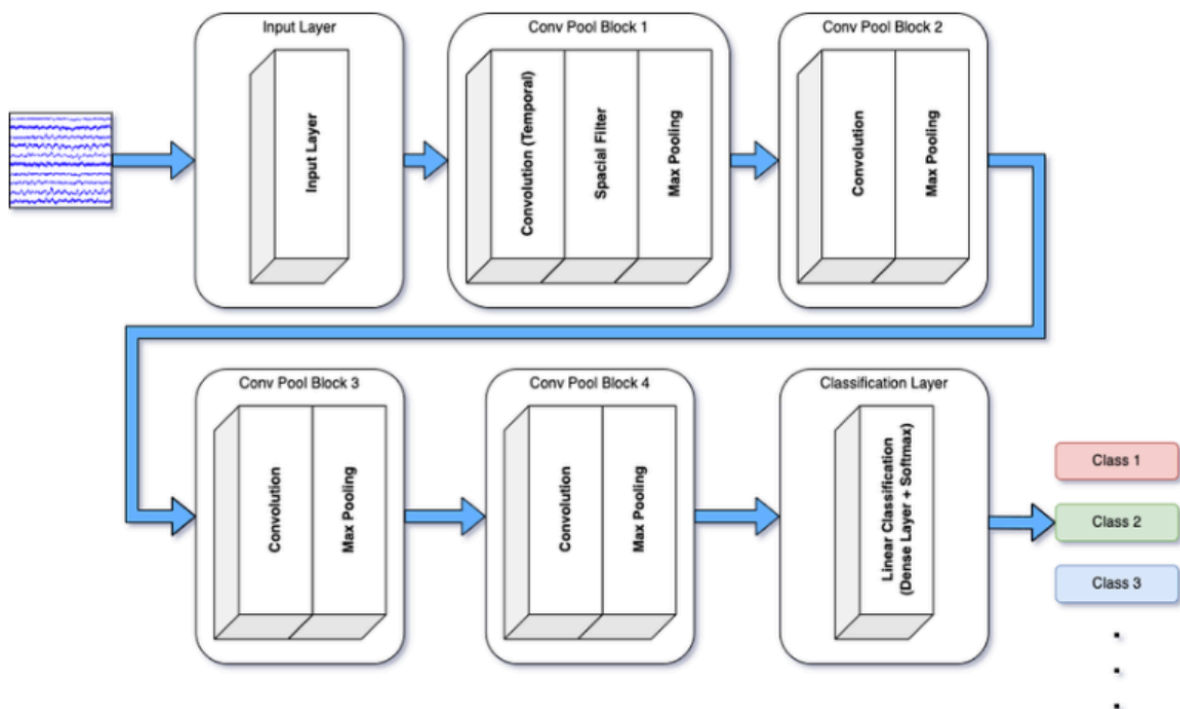 Input Layer
Input Layer
Conv Pool Block 1
Convolution (Temporal)
Spacial Filter
Max Pooling
Conv Pool Block 2
Convolution
Max Pooling
Conv Pool Block 3
Convolution
Max Pooling
Conv Pool Block 4
Convolution
Max Pooling
Classification Layer
Linear Classification
(Dense Layer + Softmax)
Class 1
Class 2
Class 3